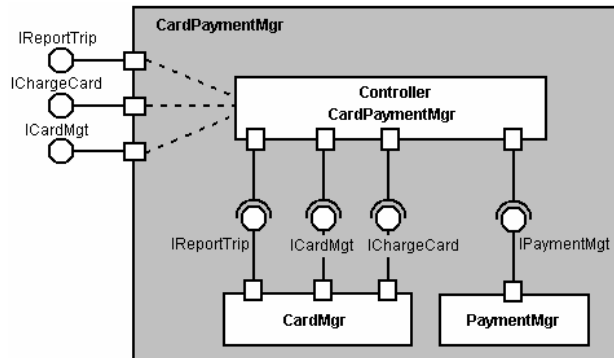 CardPaymentMgr
IReportTrip
IChargeCard
ICardMgt
Controller
CardPaymentMgr
IReportTrip
ICardMgt
IChargeCard
IPaymentMgt
CardMgr
PaymentMgr